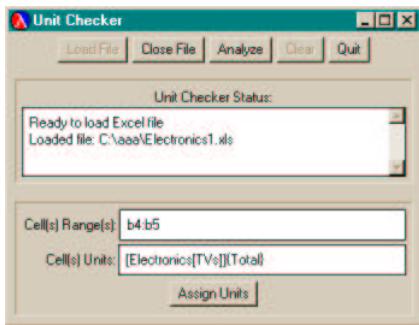 Unit Checker
Load File Close File Analyze Clear Quit
Unit Checker Status:
Ready to load Excel file
Loaded file: C:\aaa\Electronics1.xls
Cell(s) Range(s): b4:b5
Cell(s) Units: {Electronics[TVs]}{Total}
Assign Units